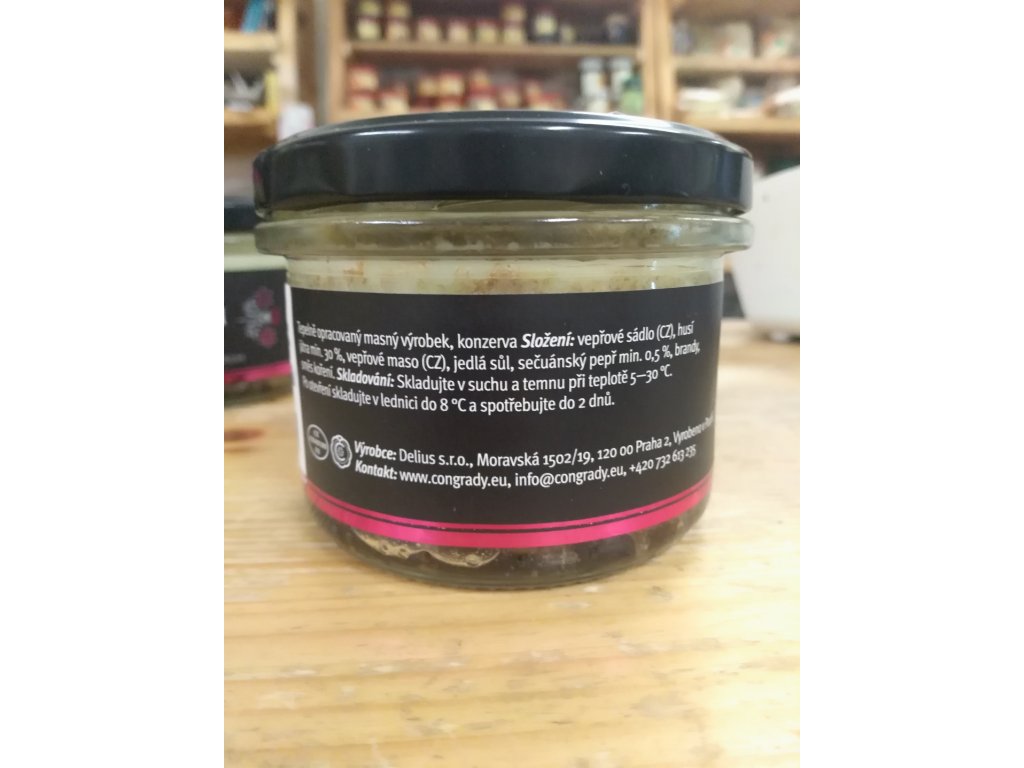 Tepelně opracovaný masný výrobek, konzerva Složení: vepřové sádlo (CZ), husí
játra min. 30 %, vepřové maso (CZ), jedlá sůl, sečuánský pepř min. 0,5 %, brandy,
směs koření. Skladování: Skladujte v suchu a temnu při teplotě 5–30 °C.
Po otevření skladujte v lednici do 8 °C a spotřebujte do 2 dnů.
Výrobce: Delius s.r.o., Moravská 1502/19, 120 00 Praha 2, Vyrobeno v
Kontakt: www.congrady.eu, info@congrady.eu, +420 732 613 235